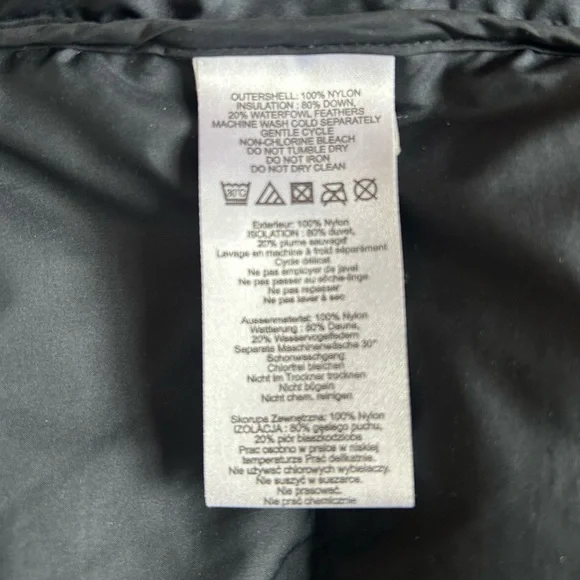 OUTERSHELL: 100% NYLON
INSULATION : 80% DOWN,
20% WATERFOWL FEATHERS
MACHINE WASH COLD SEPARATELY
GENTLE CYCLE
NON-CHLORINE BLEACH
DO NOT TUMBLE DRY
DO NOT IRON
DO NOT DRY CLEAN
30°C
Exterieur: 100% Nylon
ISOLATION : 80% duvet,
20% plume sauvagef
Lavage en machine à froid séparément
Cycle délicat
Ne pas employer de javel
Ne pas passer au sèche-linge
Ne pas repasser
Ne pas laver à sec
Aussenmaterial: 100% Nylon
Wattierung : 80% Dauna,
20% Wasservogelfedern
Separate Maschinenwäsche 30°
Schonwaschgang
Chlorfrei bleichen
Nicht im Trockner trocknen
Nicht bügeln
Nicht chem. reinigen
Skorupa Zewnętrzna: 100% Nylon
IZOLACJA : 80% gęsiego puchu,
20% piór blaszkodzioba
Prac osobno w pralce w niskiej
temperaturze Prać delikatnie.
Nie używać chlorowych wybielaczy.
Nie suszyć w suszarce.
Nie prasować.
Nie prać chemicznie